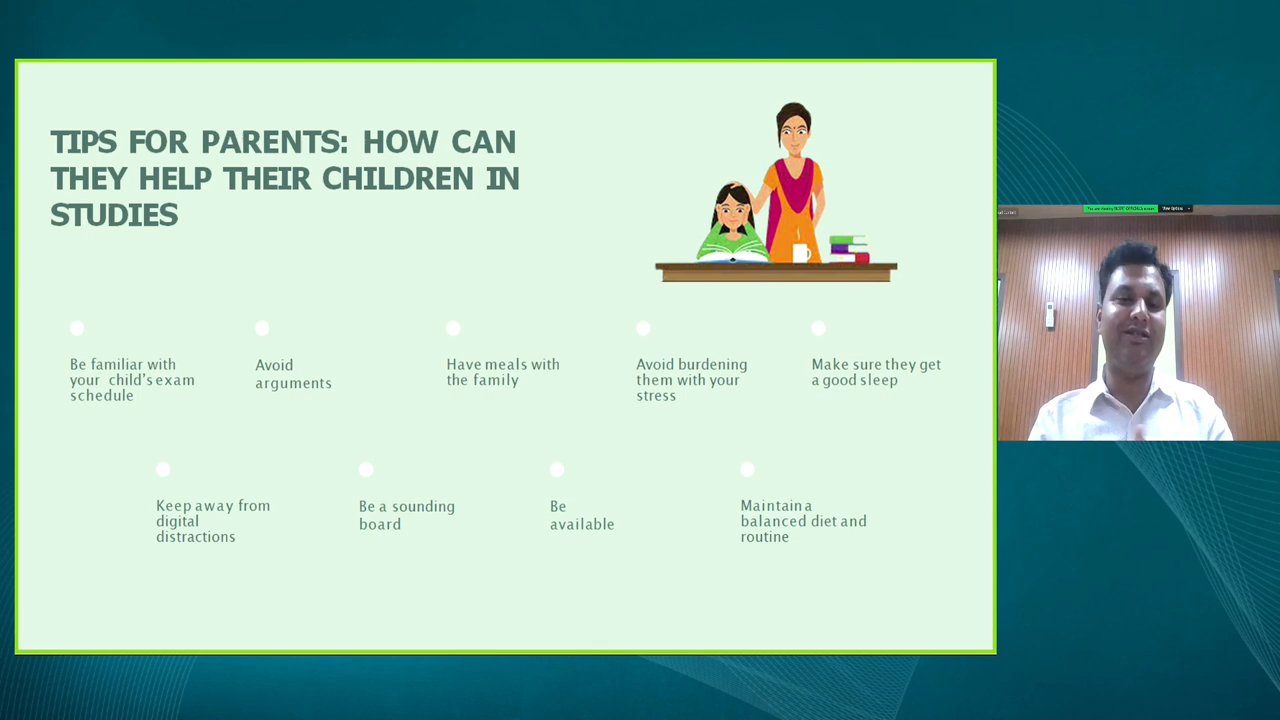 TIPS FOR PARENTS: HOW CAN
THEY HELP THEIR CHILDREN IN
STUDIES
Be familiar with
your child's exam
schedule
Avoid
arguments
Have meals with
the family
Avoid burdening
them with your
stress
Make sure they get
a good sleep
Keep away from
digital
distractions
Be a sounding
board
Be
available
Maintain a
balanced diet and
routine